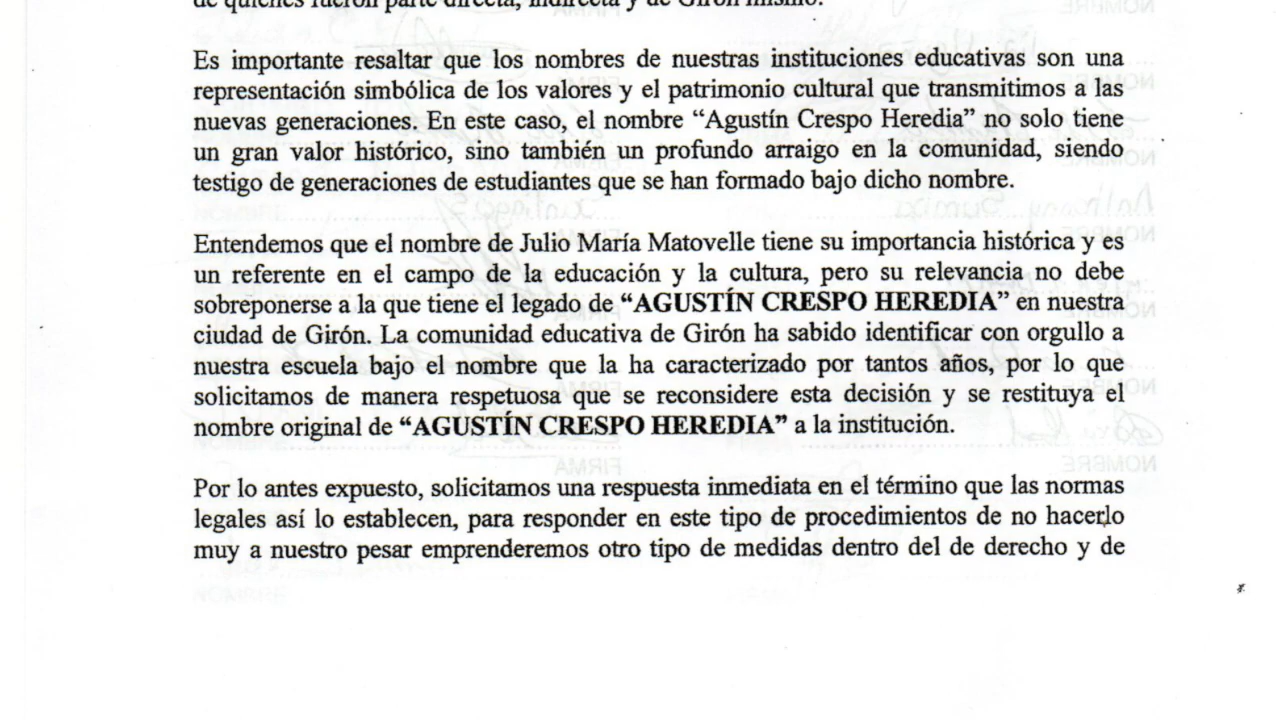 de quienes fueron parte directa, indirecta y de Girón mismo.
Es importante resaltar que los nombres de nuestras instituciones educativas son una
representación simbólica de los valores y el patrimonio cultural que transmitimos a las
nuevas generaciones. En este caso, el nombre “Agustín Crespo Heredia” no solo tiene
un gran valor histórico, sino también un profundo arraigo en la comunidad, siendo
testigo de generaciones de estudiantes que se han formado bajo dicho nombre.
Entendemos que el nombre de Julio María Matovelle tiene su importancia histórica y es
un referente en el campo de la educación y la cultura, pero su relevancia no debe
sobreponerse a la que tiene el legado de “AGUSTÍN CRESPO HEREDIA” en nuestra
ciudad de Girón. La comunidad educativa de Girón ha sabido identificar con orgullo a
nuestra escuela bajo el nombre que la ha caracterizado por tantos años, por lo que
solicitamos de manera respetuosa que se reconsidere esta decisión y se restituya el
nombre original de “AGUSTÍN CRESPO HEREDIA” a la institución.
Por lo antes expuesto, solicitamos una respuesta inmediata en el término que las normas
legales así lo establecen, para responder en este tipo de procedimientos de no hacerlo
muy a nuestro pesar emprenderemos otro tipo de medidas dentro del de derecho y de